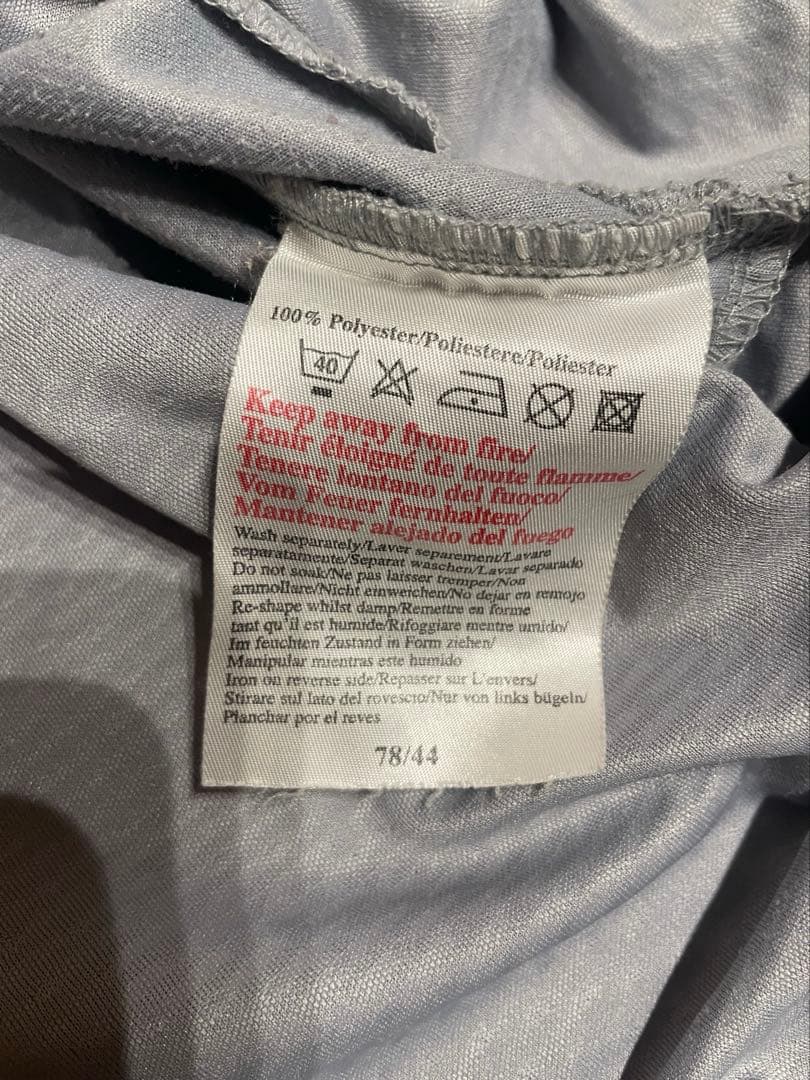 100% Polyester/Poliestere/Poliester
40
Keep away from fire/
Tenir éloigné de toute flamme/
Tenere lontano del fuoco/
Vom Feuer fernhalten/
Mantener alejado del fuego
Wash separately/Laver separement/Lavare
separatamente/Separat waschen/Lavar separado
Do not soak/Ne pas laisser tremper/Non
ammollare/Nicht einweichen/No dejar en remojo
Re-shape whilst damp/Remettre en forme
tant qu'il est humide/Rifoggiare mentre umido/
Im feuchten Zustand in Form ziehen/
Manipular mientras este humido
Iron on reverse side/Repasser sur L'envers/
Stirare sul lato del rovescio/Nur von links bügeln/
Planchar por el reves
78/44